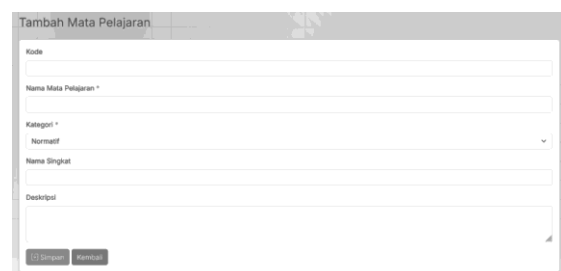 Tambah Mata Pelajaran
Kode
Nama Mata Pelajaran *
Kategori *
Normatif
Nama Singkat
Deskripsi
Simpan Kembali